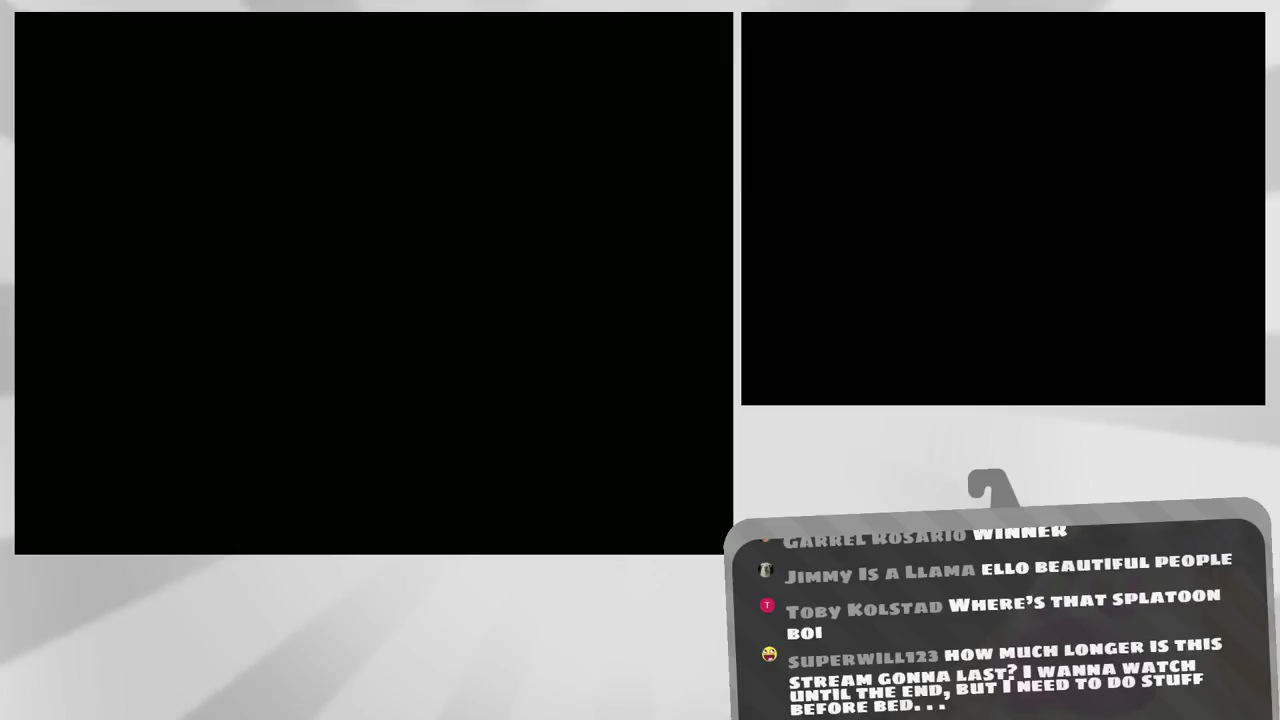 Garrel Rosario winner
Jimmy Is a Llama ello beautiful people
Toby Kolstad Where's that splatoon
boi
superwill123 how much longer is this
stream gonna last? I wanna watch
until the end, but I need to do stuff
before bed...
T